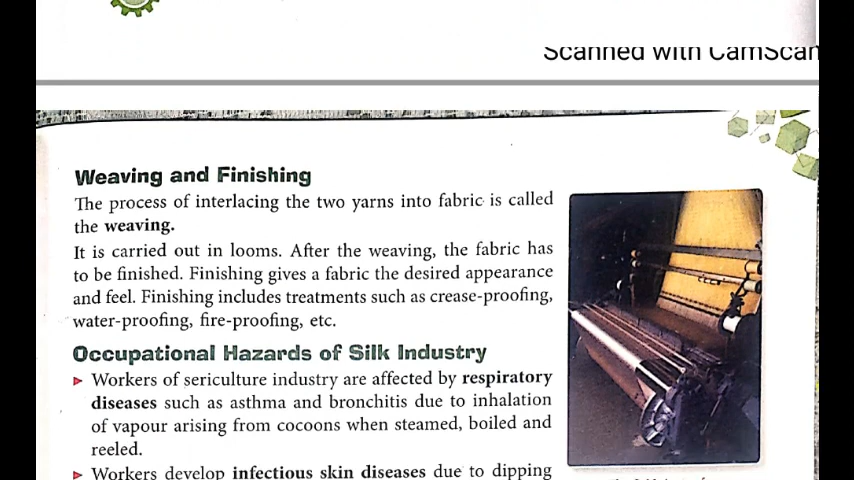 Scanned with CamScan
Weaving and Finishing
The process of interlacing the two yarns into fabric is called
the weaving.
It is carried out in looms. After the weaving, the fabric has
to be finished. Finishing gives a fabric the desired appearance
and feel. Finishing includes treatments such as crease-proofing,
water-proofing, fire-proofing, etc.
Occupational Hazards of Silk Industry
Workers of sericulture industry are affected by respiratory
diseases such as asthma and bronchitis due to inhalation
of vapour arising from cocoons when steamed, boiled and
reeled.
Workers develop infectious skin diseases due to dipping